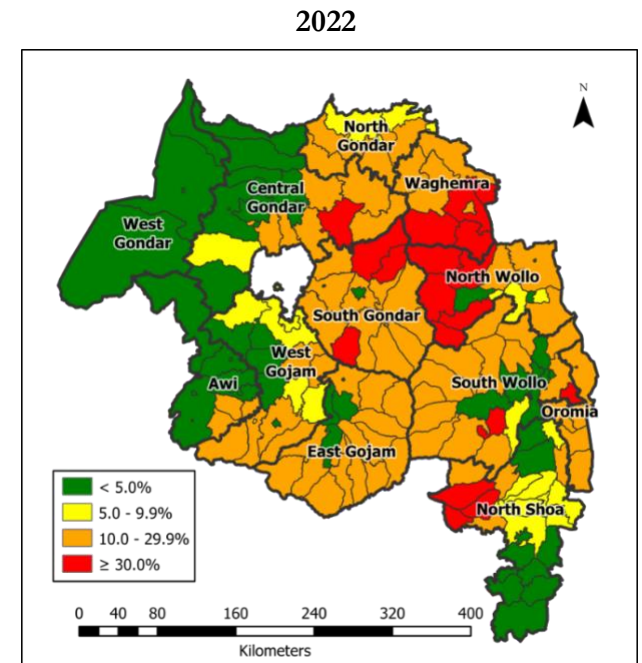 2022
N
North
Gondar
Waghemra
Central
Gondar
West
Gondar
North Wollo
South Gondar
West
Gojam
South Wollo
Awi
Oromia
East Gojam
North Shoa
< 5.0%
5.0 - 9.9%
10.0 - 29.9%
≥ 30.0%
0 40 80 160 240 320 400
Kilometers